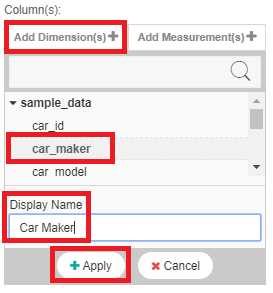 Column(s):
Add Dimension(s)+ Add Measurement(s)+
sample_data
car_id
car_maker
car_model
Display Name
Car Maker
+ Apply × Cancel